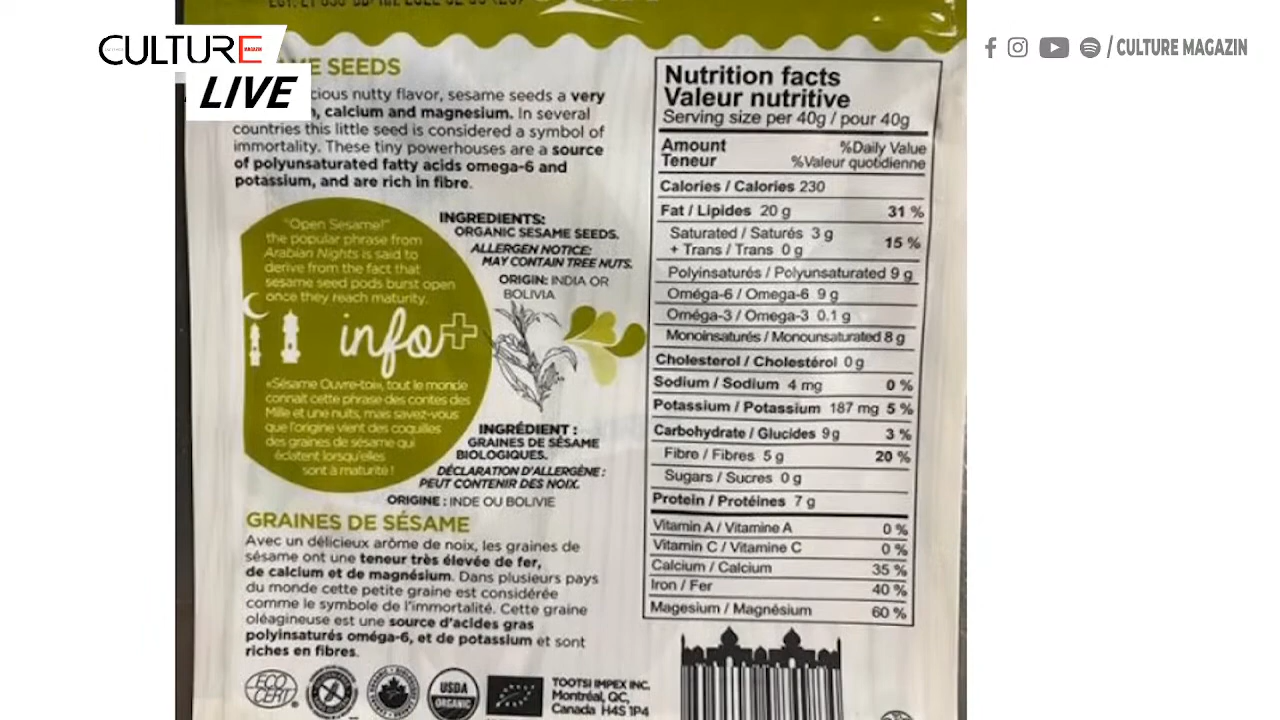 CULTURE
MAGAZIN
LIVE
/ CULTURE MAGAZIN
SEEDS
cious nutty flavor, sesame seeds a very
, calcium and magnesium. In several
countries this little seed is considered a symbol of
immortality. These tiny powerhouses are a source
of polyunsaturated fatty acids omega-6 and
potassium, and are rich in fibre.
"Open Sesame!"
the popular phrase from
Arabian Nights is said to
derive from the fact that
sesame seed pods burst open
once they reach maturity.
info+
«Sésame Ouvre-toi», tout le monde
connait cette phrase des contes des
Mille et une nuits, mais savez-vous
que l'origine vient des coquilles
des graines de sésame qui
éclatent lorsqu'elles
sont à maturité !
INGREDIENTS:
ORGANIC SESAME SEEDS.
ALLERGEN NOTICE:
MAY CONTAIN TREE NUTS.
ORIGIN: INDIA OR
BOLIVIA
INGRÉDIENT :
GRAINES DE SÉSAME
BIOLOGIQUES.
DÉCLARATION D'ALLERGÈNE :
PEUT CONTENIR DES NOIX.
ORIGINE : INDE OU BOLIVIE
GRAINES DE SÉSAME
Avec un délicieux arôme de noix, les graines de
sésame ont une teneur très élevée de fer,
de calcium et de magnésium. Dans plusieurs pays
du monde cette petite graine est considérée
comme le symbole de l'immortalité. Cette graine
oléagineuse est une source d'acides gras
polyinsaturés oméga-6, et de potassium et sont
riches en fibres.
ECO
CERT
USDA
ORGANIC
TOOTSI IMPEX INC.
Montréal, QC,
Canada H4S 1P4
Nutrition facts
Valeur nutritive
Serving size per 40g / pour 40g
Amount %Daily Value
Teneur %Valeur quotidienne
Calories / Calories 230
Fat / Lipides 20 g 31 %
Saturated / Saturés 3 g
+ Trans / Trans 0 g 15 %
Polyinsaturés / Polyunsaturated 9 g
Oméga-6 / Omega-6 9 g
Oméga-3 / Omega-3 0.1 g
Monoinsaturés / Monounsaturated 8 g
Cholesterol / Cholestérol 0 g
Sodium / Sodium 4 mg 0 %
Potassium / Potassium 187 mg 5 %
Carbohydrate / Glucides 9 g 3 %
Fibre / Fibres 5 g 20 %
Sugars / Sucres 0 g
Protein / Protéines 7 g
Vitamin A / Vitamine A 0 %
Vitamin C / Vitamine C 0 %
Calcium / Calcium 35 %
Iron / Fer 40 %
Magesium / Magnésium 60 %